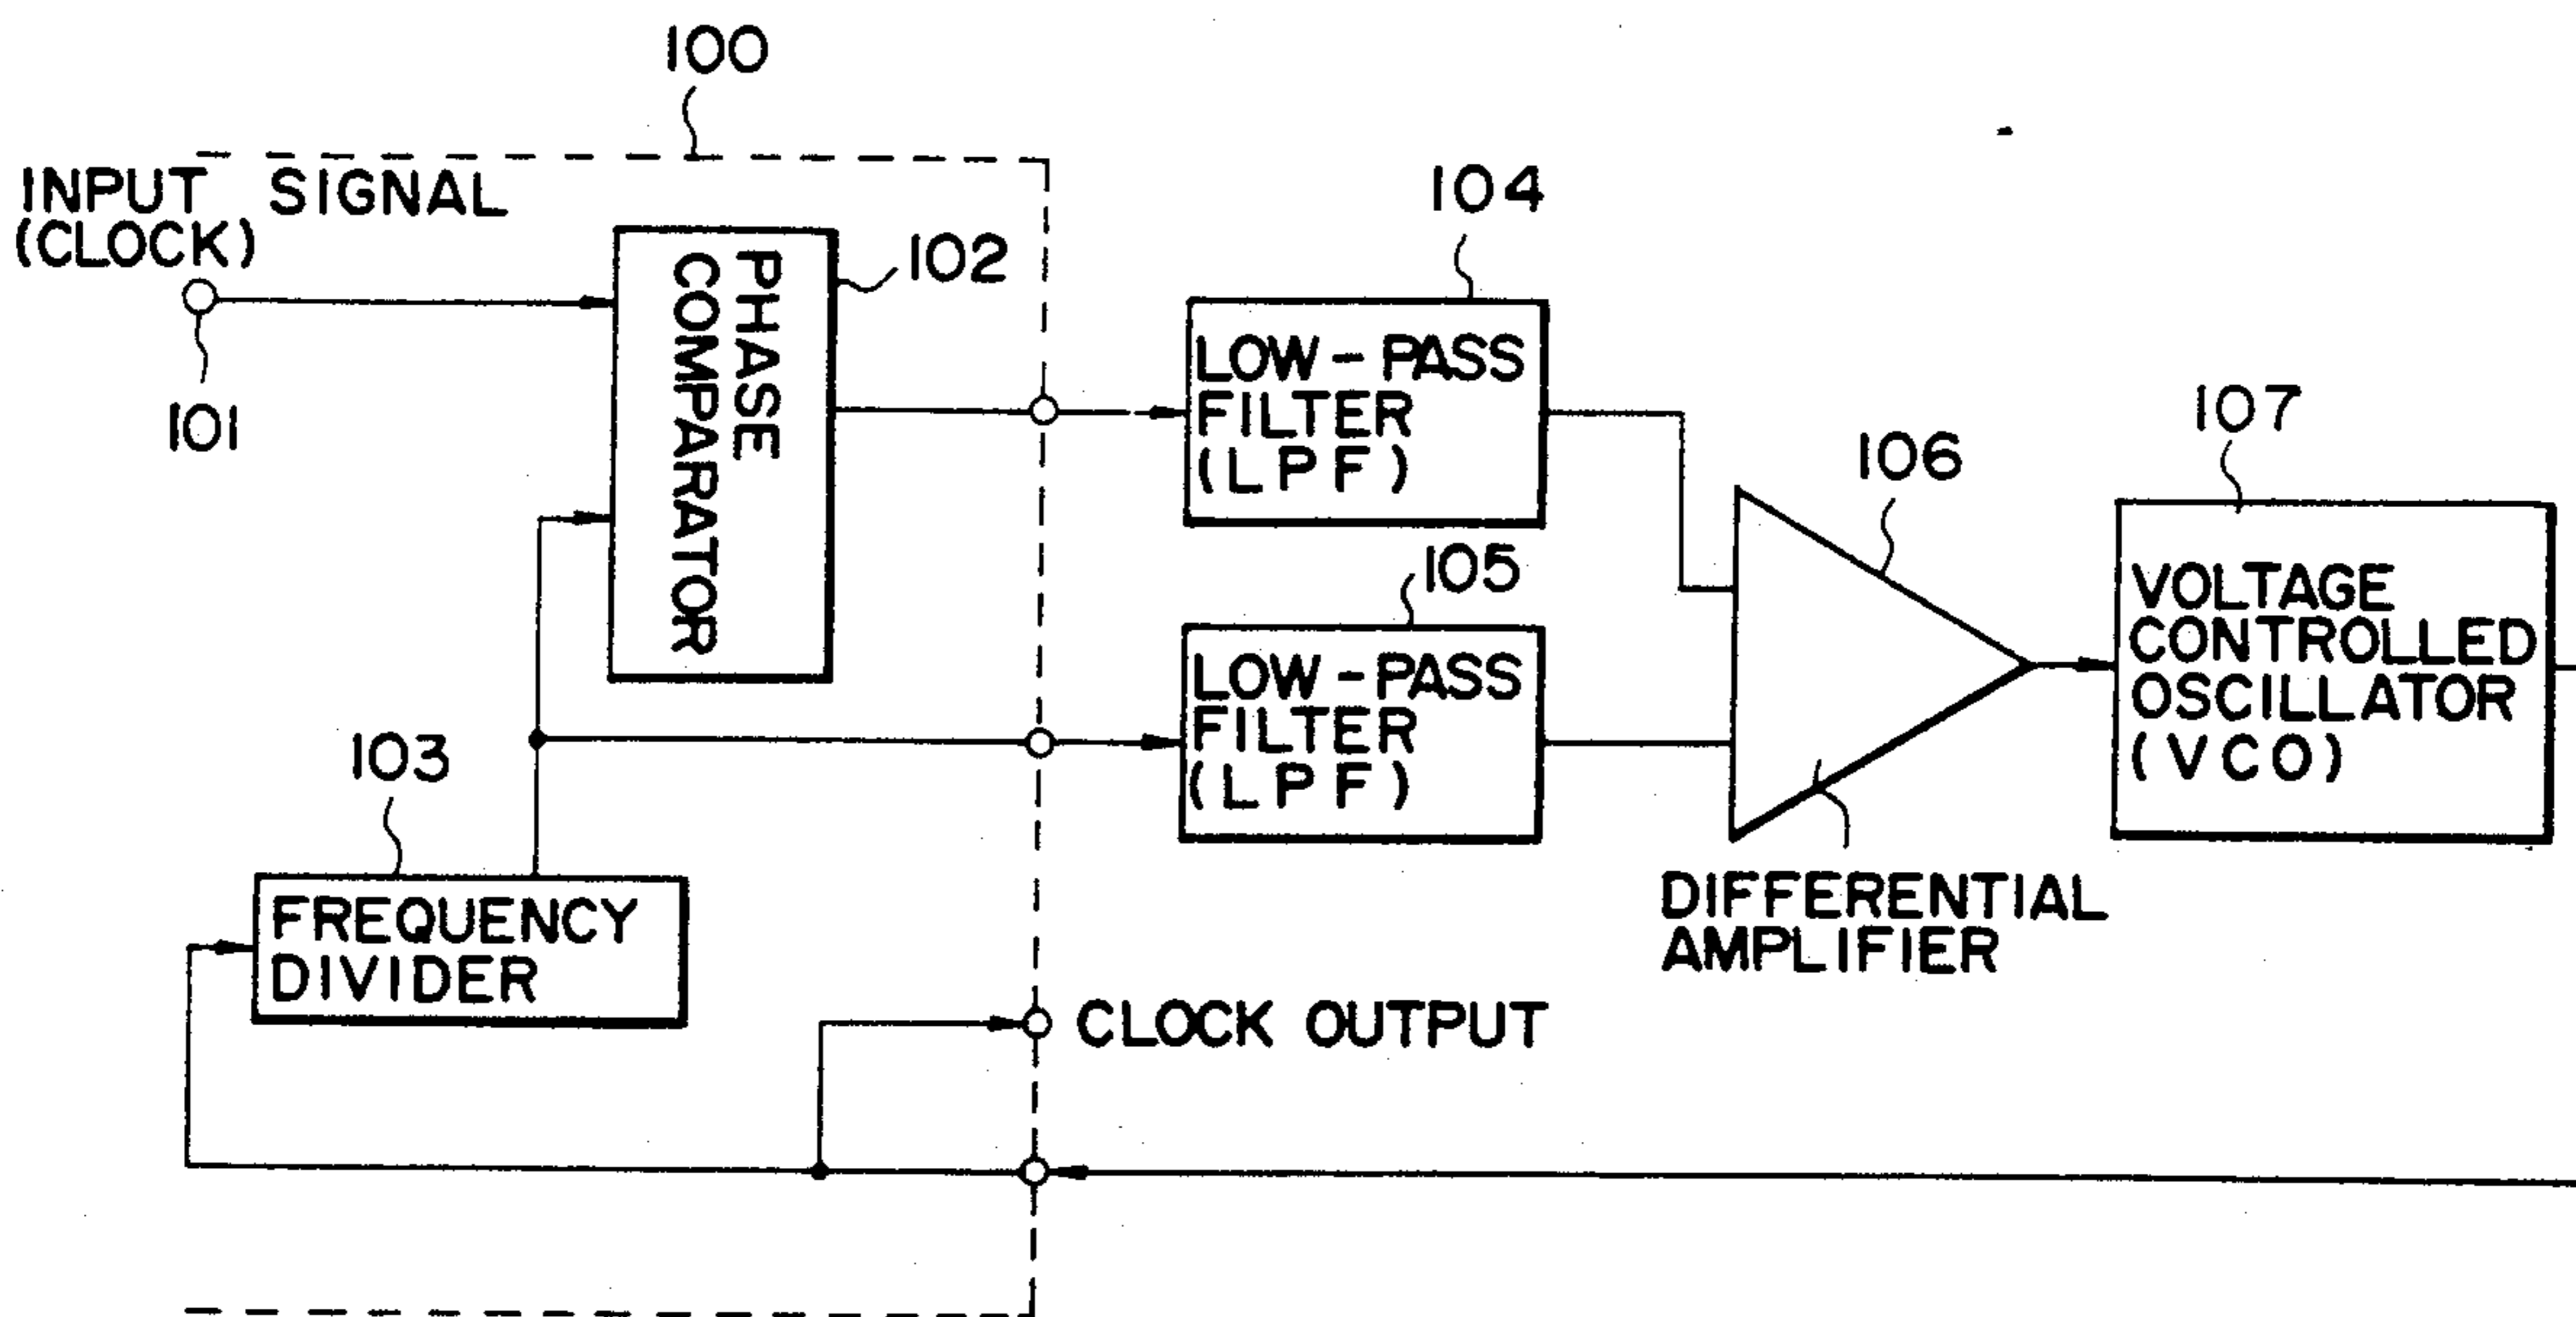 100
INPUT SIGNAL
(CLOCK)
101
PHASE
COMPARATOR
102
104
LOW-PASS
FILTER
(LPF)
105
LOW-PASS
FILTER
(LPF)
106
DIFFERENTIAL
AMPLIFIER
107
VOLTAGE
CONTROLLED
OSCILLATOR
(VCO)
103
FREQUENCY
DIVIDER
CLOCK OUTPUT